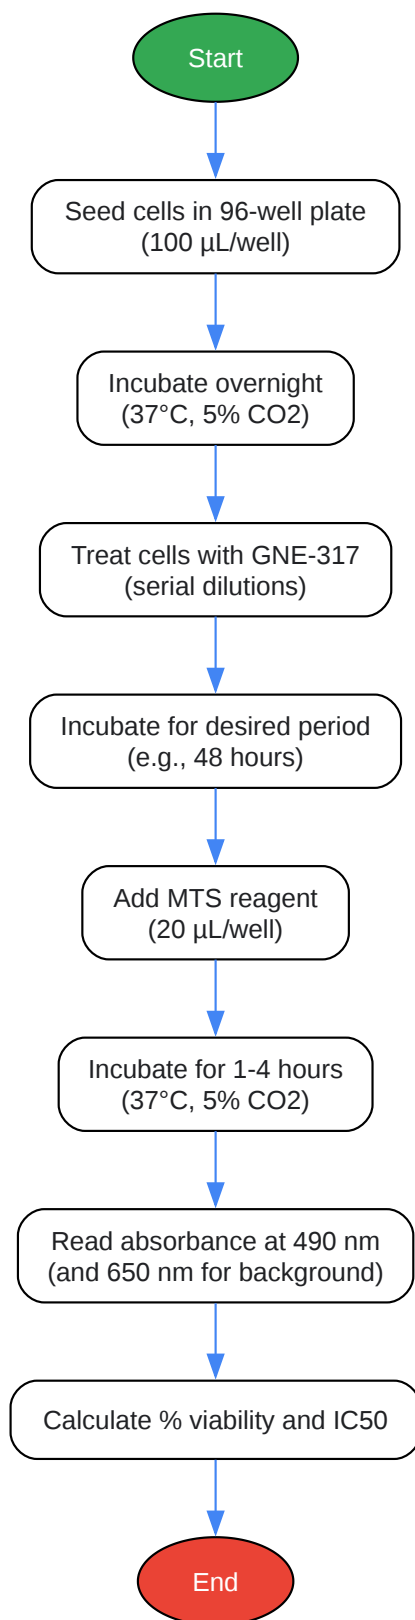 Start
Seed cells in 96-well plate
(100 µL/well)
Incubate overnight
(37°C, 5% CO2)
Treat cells with GNE-317
(serial dilutions)
Incubate for desired period
(e.g., 48 hours)
Add MTS reagent
(20 µL/well)
Incubate for 1-4 hours
(37°C, 5% CO2)
Read absorbance at 490 nm
(and 650 nm for background)
Calculate % viability and IC50
End